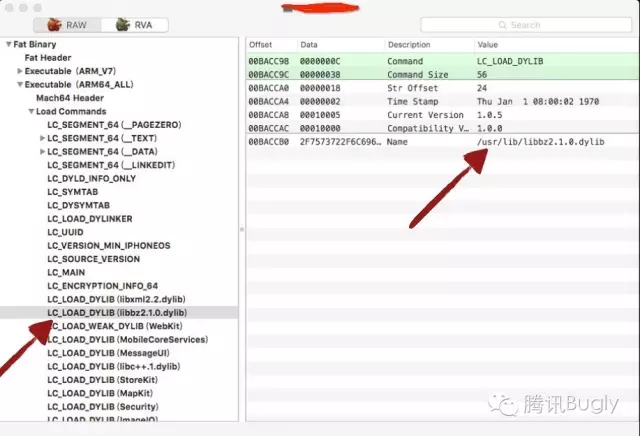 RAW
RVA
Search
Fat Binary
Fat Header
Executable (ARM_V7)
Executable (ARM64_ALL)
Mach64 Header
Load Commands
LC_SEGMENT_64 (__PAGEZERO)
LC_SEGMENT_64 (__TEXT)
LC_SEGMENT_64 (__DATA)
LC_SEGMENT_64 (__LINKEDIT)
LC_DYLD_INFO_ONLY
LC_SYMTAB
LC_DYSYMTAB
LC_LOAD_DYLINKER
LC_UUID
LC_VERSION_MIN_IPHONEOS
LC_SOURCE_VERSION
LC_MAIN
LC_ENCRYPTION_INFO_64
LC_LOAD_DYLIB (libxml2.2.dylib)
LC_LOAD_DYLIB (libbz2.1.0.dylib)
LC_LOAD_WEAK_DYLIB (WebKit)
LC_LOAD_DYLIB (MobileCoreServices)
LC_LOAD_DYLIB (MessageUI)
LC_LOAD_DYLIB (libc++.1.dylib)
LC_LOAD_DYLIB (StoreKit)
LC_LOAD_DYLIB (MapKit)
LC_LOAD_DYLIB (Security)
LC_LOAD_DYLIB (ImageIO)
Offset Data Description Value
00BACC98 0000000C Command LC_LOAD_DYLIB
00BACC9C 00000038 Command Size 56
00BACCA0 00000018 Str Offset 24
00BACCA4 00000002 Time Stamp Thu Jan 1 08:00:02 1970
00BACCA8 00010005 Current Version 1.0.5
00BACCAC 00010000 Compatibility V... 1.0.0
00BACCB0 2F7573722F6C696... Name /usr/lib/libbz2.1.0.dylib
腾讯Bugly